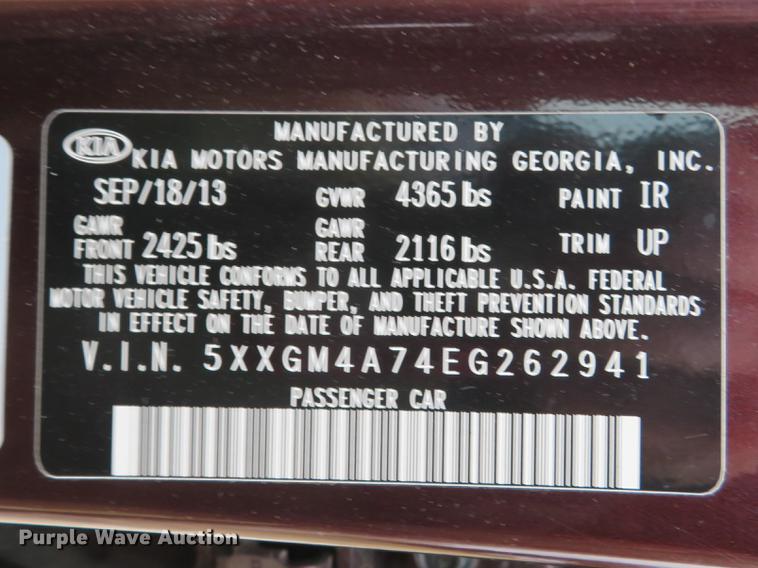 MANUFACTURED BY
KIA KIA MOTORS MANUFACTURING GEORGIA, INC.
SEP/18/13 GVWR 4365 lbs PAINT IR
GAWR FRONT 2425 lbs GAWR REAR 2116 lbs TRIM UP
THIS VEHICLE CONFORMS TO ALL APPLICABLE U.S.A. FEDERAL
MOTOR VEHICLE SAFETY, BUMPER, AND THEFT PREVENTION STANDARDS
IN EFFECT ON THE DATE OF MANUFACTURE SHOWN ABOVE.
V.I.N. 5XXGM4A74EG262941
PASSENGER CAR
Purple Wave Auction